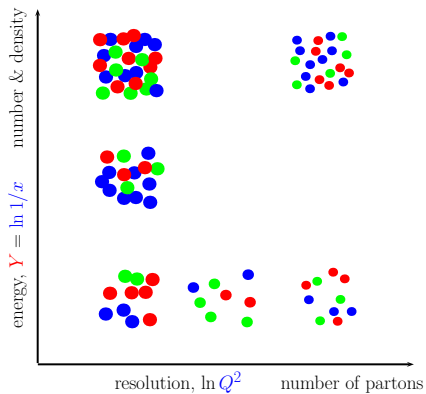 number & density
energy, Y = ln 1/x
resolution, ln Q²
number of partons